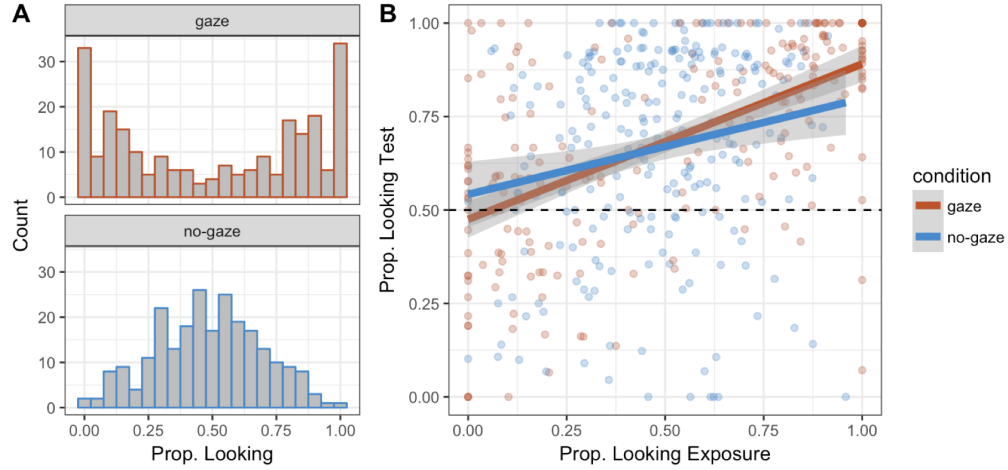 A
gaze
30
20
10
0
no-gaze
30
20
10
0
Count
0.00 0.25 0.50 0.75 1.00
Prop. Looking
B
1.00
0.75
0.50
0.25
0.00
Prop. Looking Test
0.00 0.25 0.50 0.75 1.00
Prop. Looking Exposure
condition
gaze
no-gaze